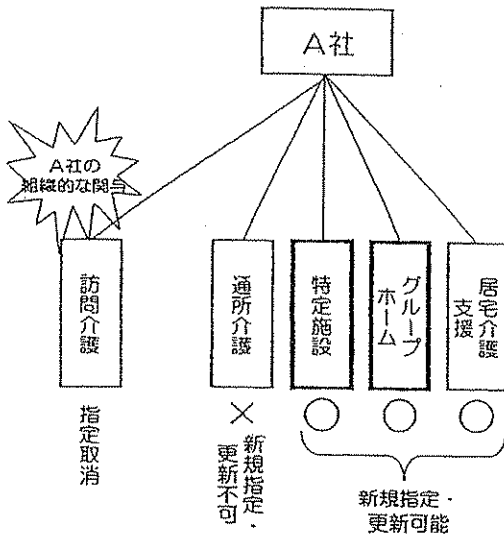 A社
A社の
組織的な関与
訪問介護
通所介護
特定施設
グループ
ホーム
居宅介護
支援
指定取消
×
新規指定・
更新不可
○
○
○
新規指定・
更新可能